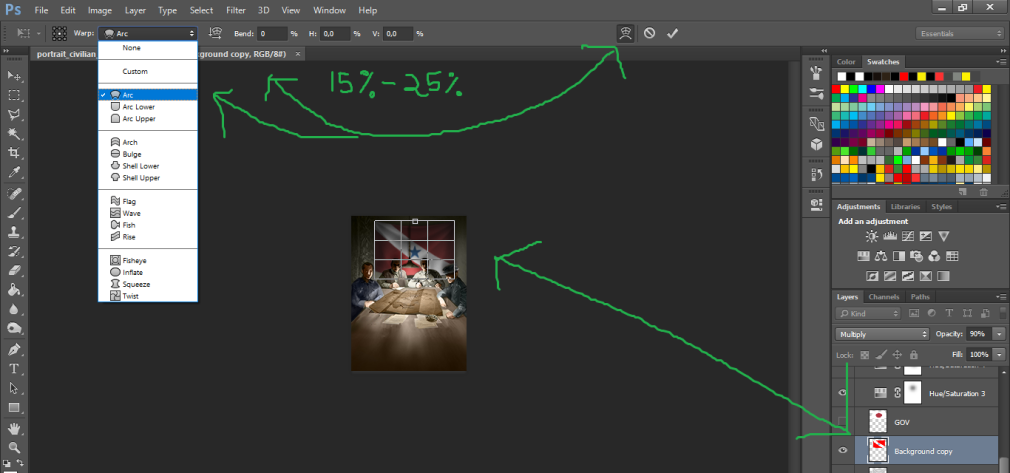 Ps File Edit Image Layer Type Select Filter 3D View Window Help
Warp: Arc Bend: 0 % H: 0,0 % V: 0,0 % Essentials
portrait_civilian
ground copy, RGB/8#) ×
None
Custom
Arc
Arc Lower
Arc Upper
Arch
Bulge
Shell Lower
Shell Upper
Flag
Wave
Fish
Rise
Fisheye
Inflate
Squeeze
Twist
15%-25%
Color Swatches
Adjustments Libraries Styles
Add an adjustment
Layers Channels Paths
Kind
Multiply Opacity: 90%
Lock: Fill: 100%
Hue/Saturation 3
GOV
Background copy